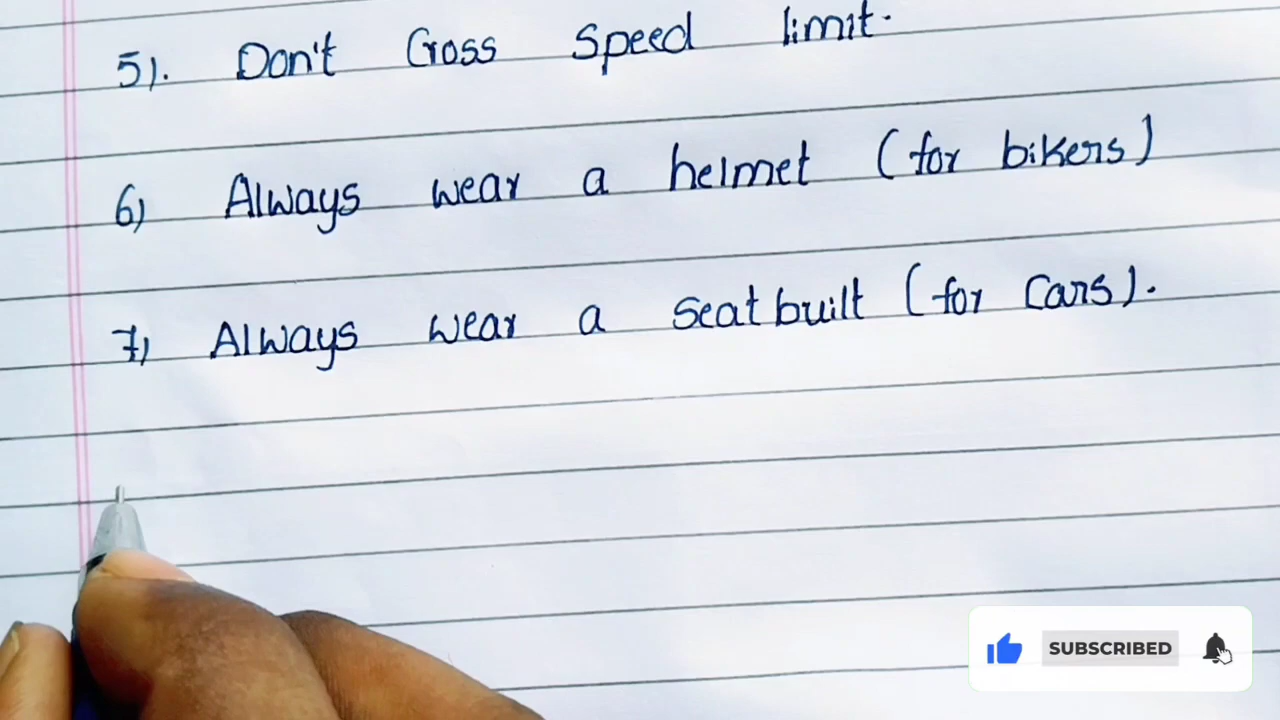 5). Don't Cross Speed limit.
6) Always wear a helmet (for bikers)
7) Always wear a seat built (for Cars).
SUBSCRIBED